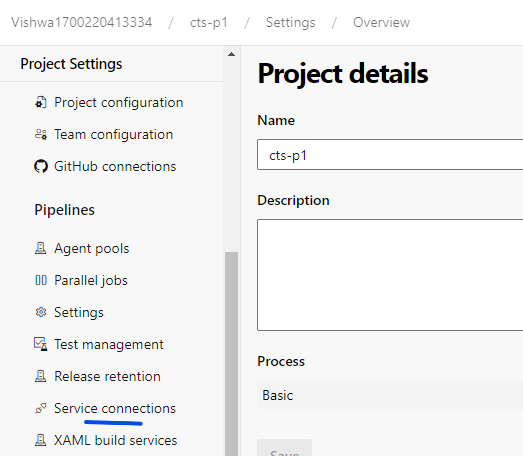 Vishwa1700220413334 / cts-p1 / Settings / Overview
Project Settings
Project configuration
Team configuration
GitHub connections
Pipelines
Agent pools
Parallel jobs
Settings
Test management
Release retention
Service connections
XAML build services
Project details
Name
cts-p1
Description
Process
Basic
Save